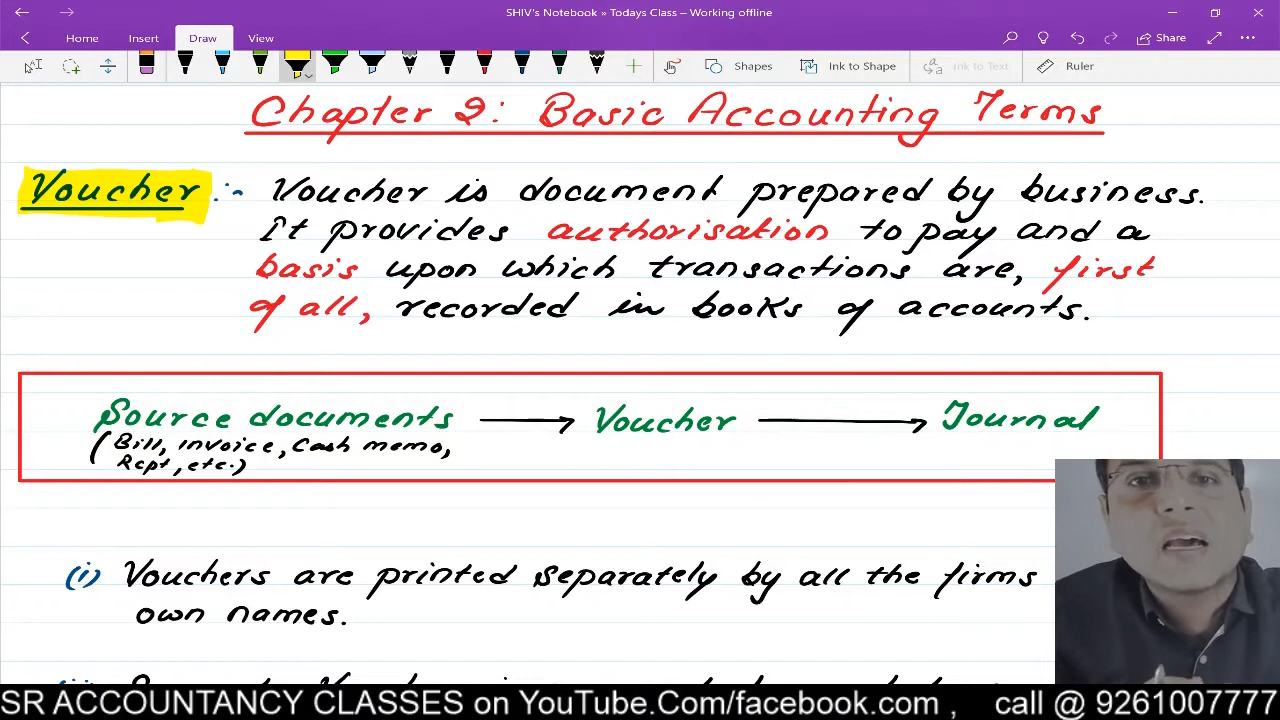 SHIV's Notebook » Todays Class – Working offline
Home Insert Draw View Share
Shapes Ink to Shape Ink to Text Ruler
Chapter 2: Basic Accounting Terms
Voucher :- Voucher is document prepared by business.
It provides authorisation to pay and a
basis upon which transactions are, first
of all, recorded in books of accounts.
Source documents → Voucher → Journal
(Bill, Invoice, Cash memo,
Rcpt, etc.)
(i) Vouchers are printed separately by all the firms
own names.
SR ACCOUNTANCY CLASSES on YouTube.Com/facebook.com , call @ 9261007777